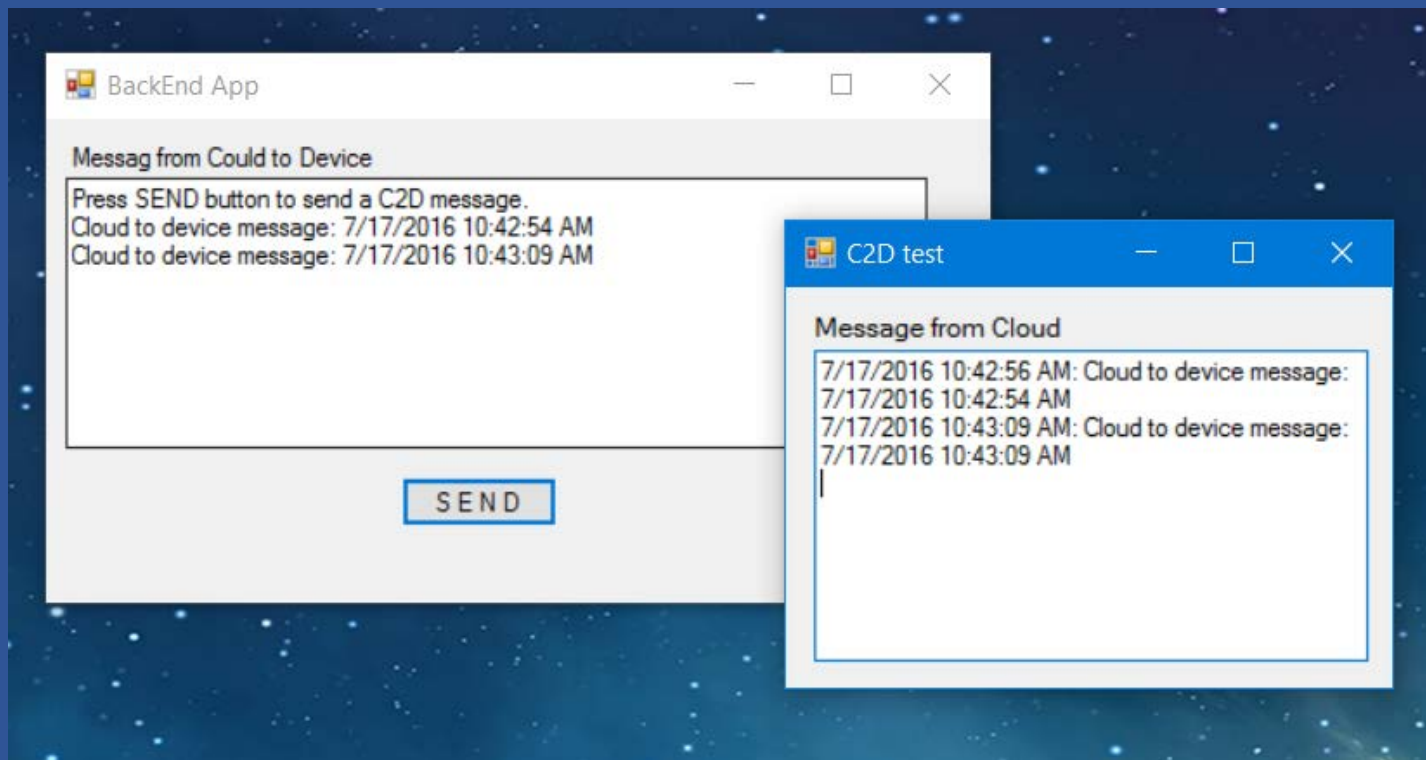 BackEnd App
Messag from Could to Device
Press SEND button to send a C2D message.
Cloud to device message: 7/17/2016 10:42:54 AM
Cloud to device message: 7/17/2016 10:43:09 AM
SEND
C2D test
Message from Cloud
7/17/2016 10:42:56 AM: Cloud to device message:
7/17/2016 10:42:54 AM
7/17/2016 10:43:09 AM: Cloud to device message:
7/17/2016 10:43:09 AM